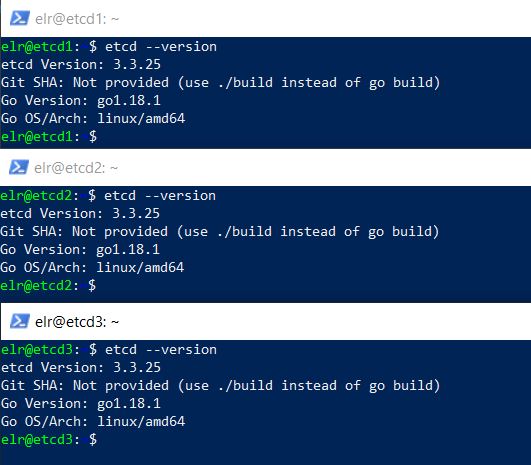 elr@etcd1: ~
elr@etcd1: $ etcd --version
etcd Version: 3.3.25
Git SHA: Not provided (use ./build instead of go build)
Go Version: go1.18.1
Go OS/Arch: linux/amd64
elr@etcd1: $
elr@etcd2: ~
elr@etcd2: $ etcd --version
etcd Version: 3.3.25
Git SHA: Not provided (use ./build instead of go build)
Go Version: go1.18.1
Go OS/Arch: linux/amd64
elr@etcd2: $
elr@etcd3: ~
elr@etcd3: $ etcd --version
etcd Version: 3.3.25
Git SHA: Not provided (use ./build instead of go build)
Go Version: go1.18.1
Go OS/Arch: linux/amd64
elr@etcd3: $